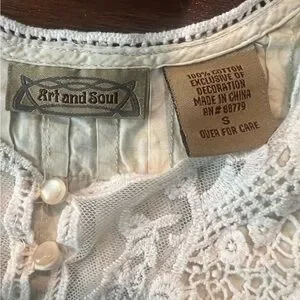 Art and Soul
100% COTTON
EXCLUSIVE OF
DECORATION
MADE IN CHINA
RN# 88779
S
OVER FOR CARE